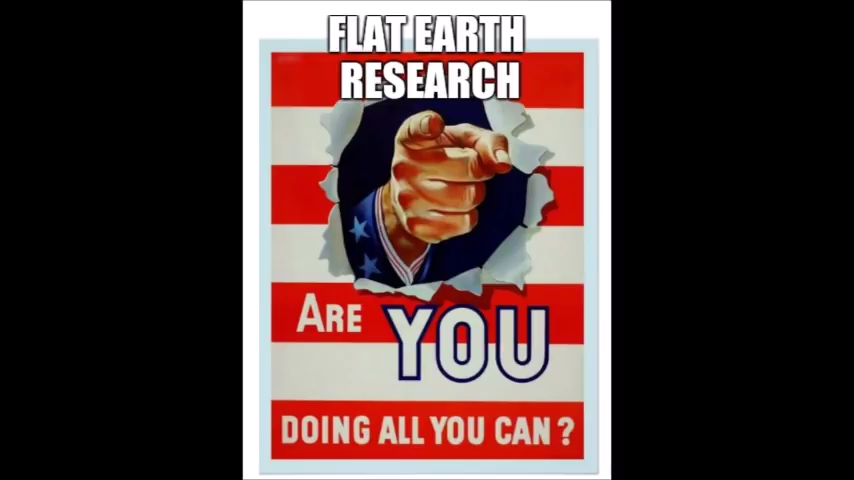 FLAT EARTH
RESEARCH
ARE YOU
DOING ALL YOU CAN?